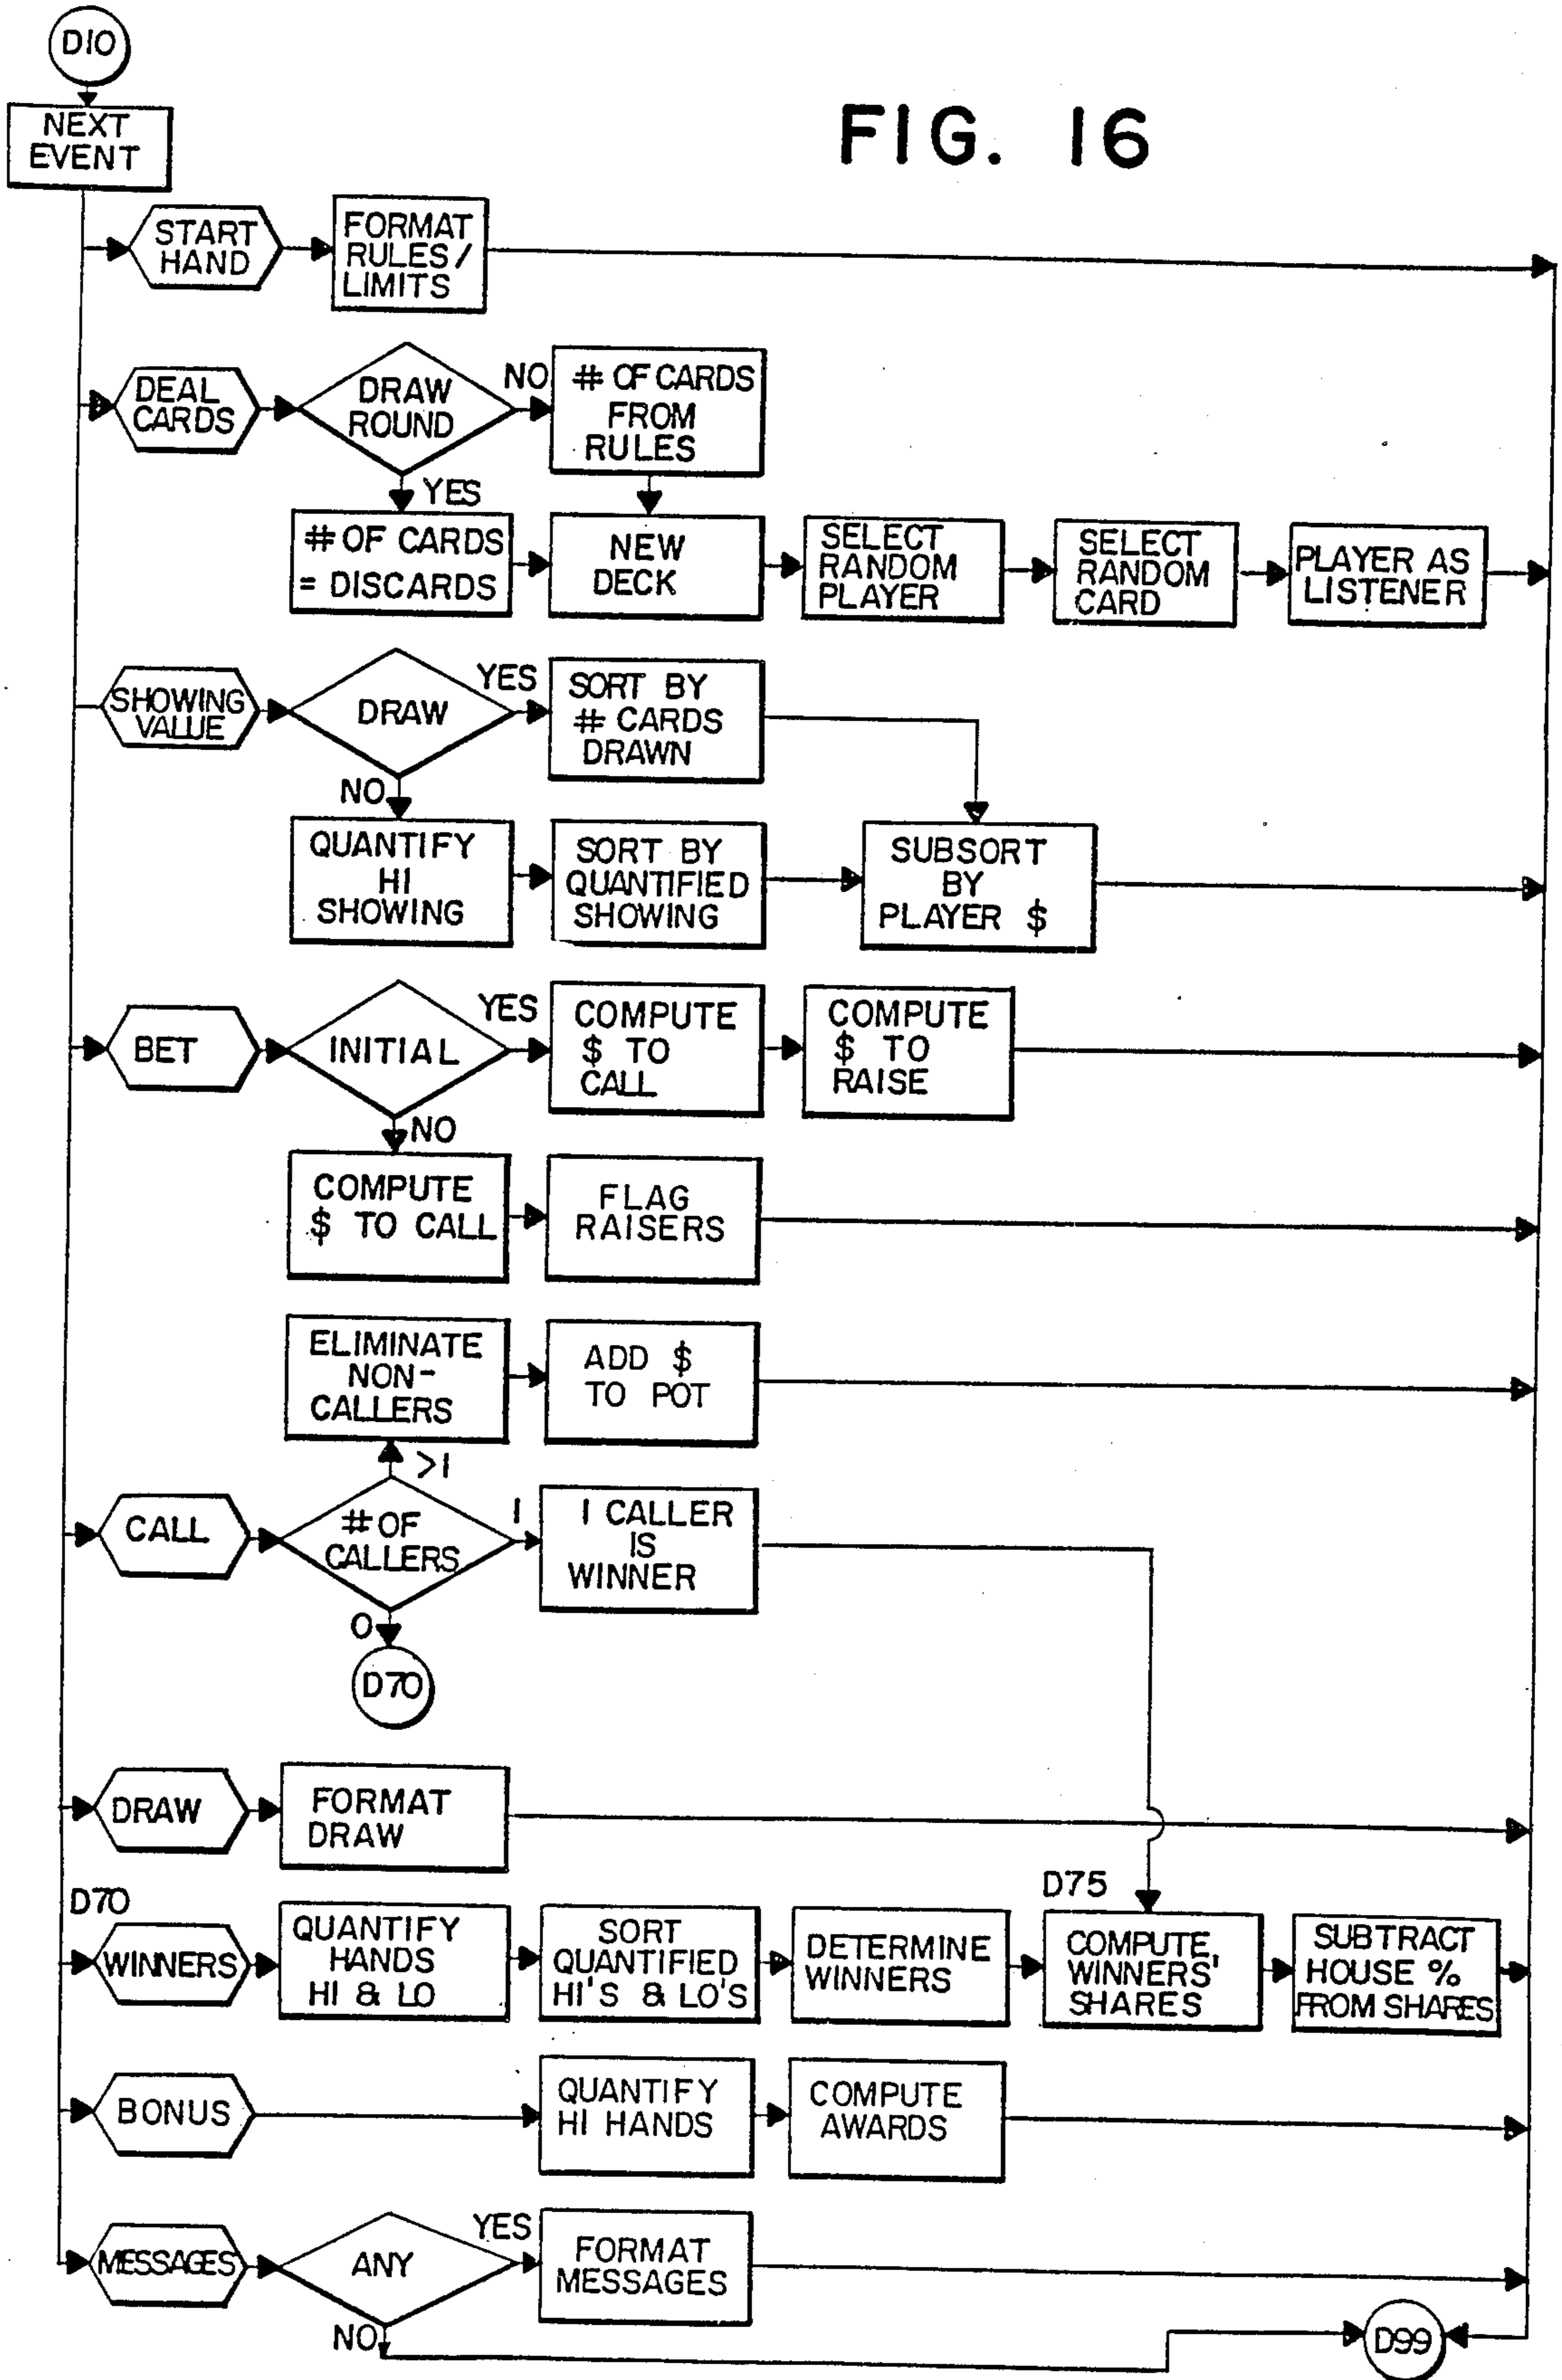 D10
NEXT
EVENT
FIG. 16
START
HAND
FORMAT
RULES/
LIMITS
DEAL
CARDS
DRAW
ROUND
NO
# OF CARDS
FROM
RULES
YES
# OF CARDS
= DISCARDS
NEW
DECK
SELECT
RANDOM
PLAYER
SELECT
RANDOM
CARD
PLAYER AS
LISTENER
SHOWING
VALUE
DRAW
YES
SORT BY
# CARDS
DRAWN
NO
QUANTIFY
HI
SHOWING
SORT BY
QUANTIFIED
SHOWING
SUBSORT
BY
PLAYER $
BET
INITIAL
YES
COMPUTE
$ TO
CALL
COMPUTE
$ TO
RAISE
NO
COMPUTE
$ TO CALL
FLAG
RAISERS
ELIMINATE
NON-
CALLERS
ADD $
TO POT
>1
CALL
# OF
CALLERS
1
1 CALLER
IS
WINNER
0
D70
DRAW
FORMAT
DRAW
D70
WINNERS
QUANTIFY
HANDS
HI & LO
SORT
QUANTIFIED
HI'S & LO'S
DETERMINE
WINNERS
D75
COMPUTE
WINNERS'
SHARES
SUBTRACT
HOUSE %
FROM SHARES
BONUS
QUANTIFY
HI HANDS
COMPUTE
AWARDS
MESSAGES
ANY
YES
FORMAT
MESSAGES
NO
D99